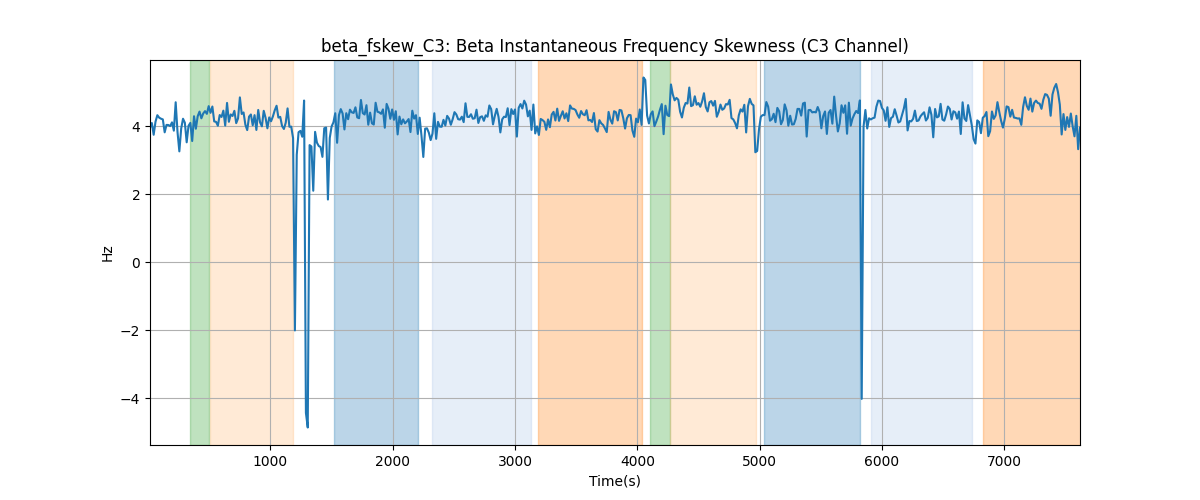 beta_fskew_C3: Beta Instantaneous Frequency Skewness (C3 Channel)
4
2
0
−2
−4
Hz
1000 2000 3000 4000 5000 6000 7000
Time(s)